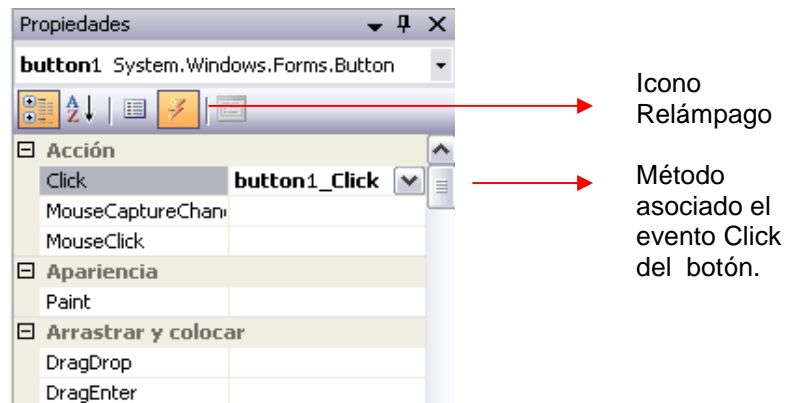 Propiedades
button1 System.Windows.Forms.Button
Acción
Click button1_Click
MouseCaptureChan
MouseClick
Apariencia
Paint
Arrastrar y colocar
DragDrop
DragEnter
Icono
Relámpago
Método
asociado el
evento Click
del botón.